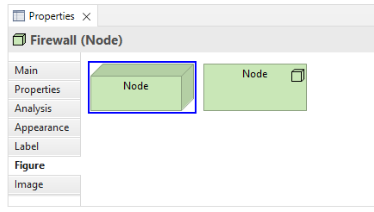 Properties
Firewall (Node)
Main
Properties
Analysis
Appearance
Label
Figure
Image
Node
Node